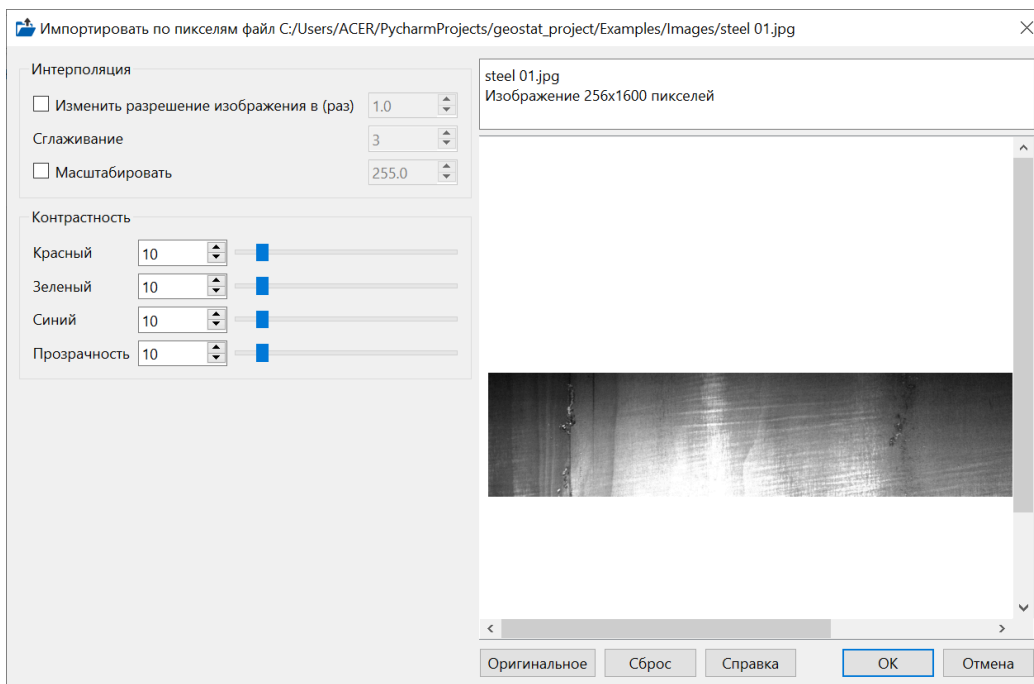 Импортировать по пикселям файл C:/Users/ACER/PycharmProjects/geostat_project/Examples/Images/steel 01.jpg
Интерполяция
Изменить разрешение изображения в (раз) 1.0
Сглаживание 3
Масштабировать 255.0
Контрастность
Красный 10
Зеленый 10
Синий 10
Прозрачность 10
steel 01.jpg
Изображение 256x1600 пикселей
Оригинальное Сброс Справка OK Отмена